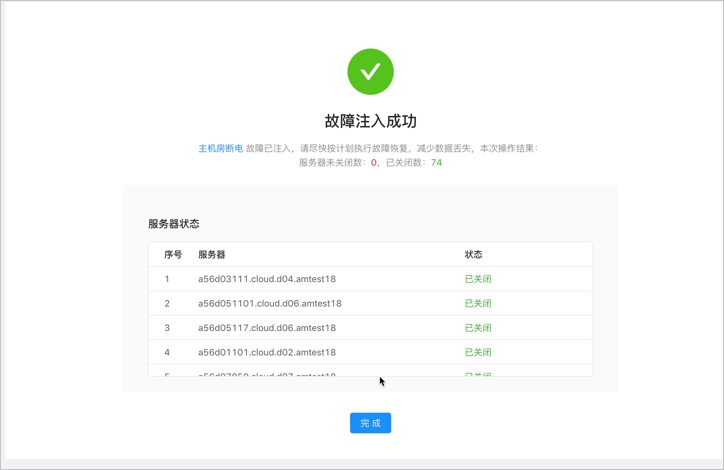 故障注入成功
主机房断电 故障已注入，请尽快按计划执行故障恢复，减少数据丢失，本次操作结果：
服务器未关闭数：0，已关闭数：74
服务器状态
序号 服务器 状态
1 a56d03111.cloud.d04.amtest18 已关闭
2 a56d051101.cloud.d06.amtest18 已关闭
3 a56d05117.cloud.d06.amtest18 已关闭
4 a56d01101.cloud.d02.amtest18 已关闭
已关闭
完 成